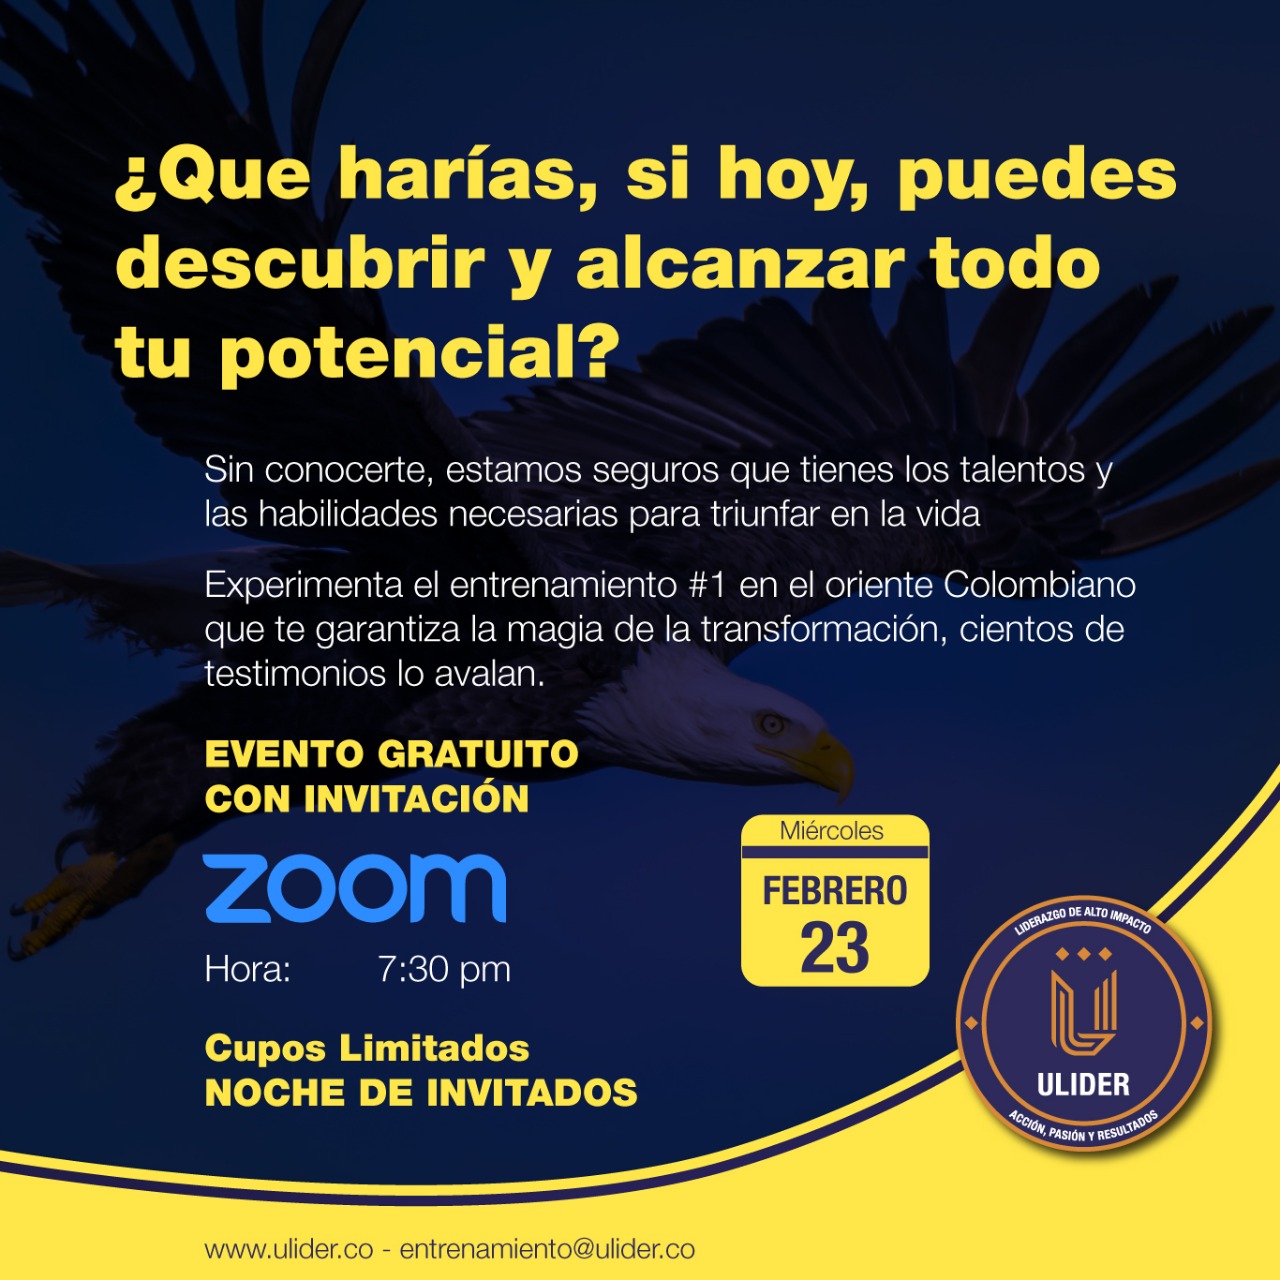 ¿Que harías, si hoy, puedes
descubrir y alcanzar todo
tu potencial?
Sin conocerte, estamos seguros que tienes los talentos y
las habilidades necesarias para triunfar en la vida
Experimenta el entrenamiento #1 en el oriente Colombiano
que te garantiza la magia de la transformación, cientos de
testimonios lo avalan.
EVENTO GRATUITO
CON INVITACIÓN
zoom
Hora: 7:30 pm
Miércoles
FEBRERO
23
Cupos Limitados
NOCHE DE INVITADOS
LIDERAZGO DE ALTO IMPACTO
ULIDER
ACCIÓN, PASIÓN Y RESULTADOS
www.ulider.co - entrenamiento@ulider.co